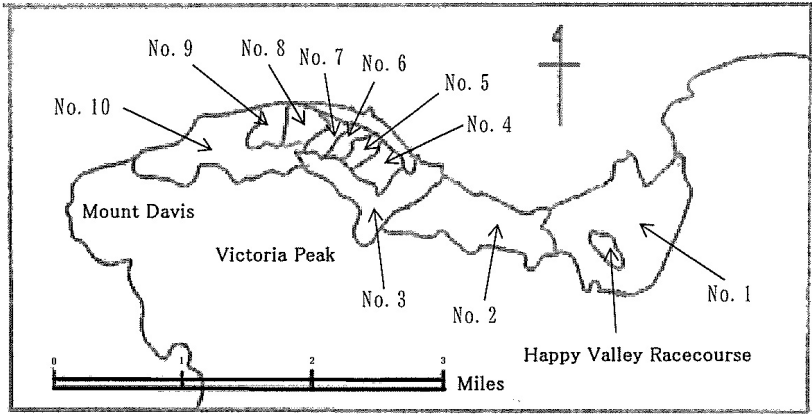 No. 9
No. 8
No. 7
No. 6
No. 5
No. 4
No. 10
Mount Davis
Victoria Peak
No. 3
No. 2
No. 1
Happy Valley Racecourse
0
1
2
3
Miles